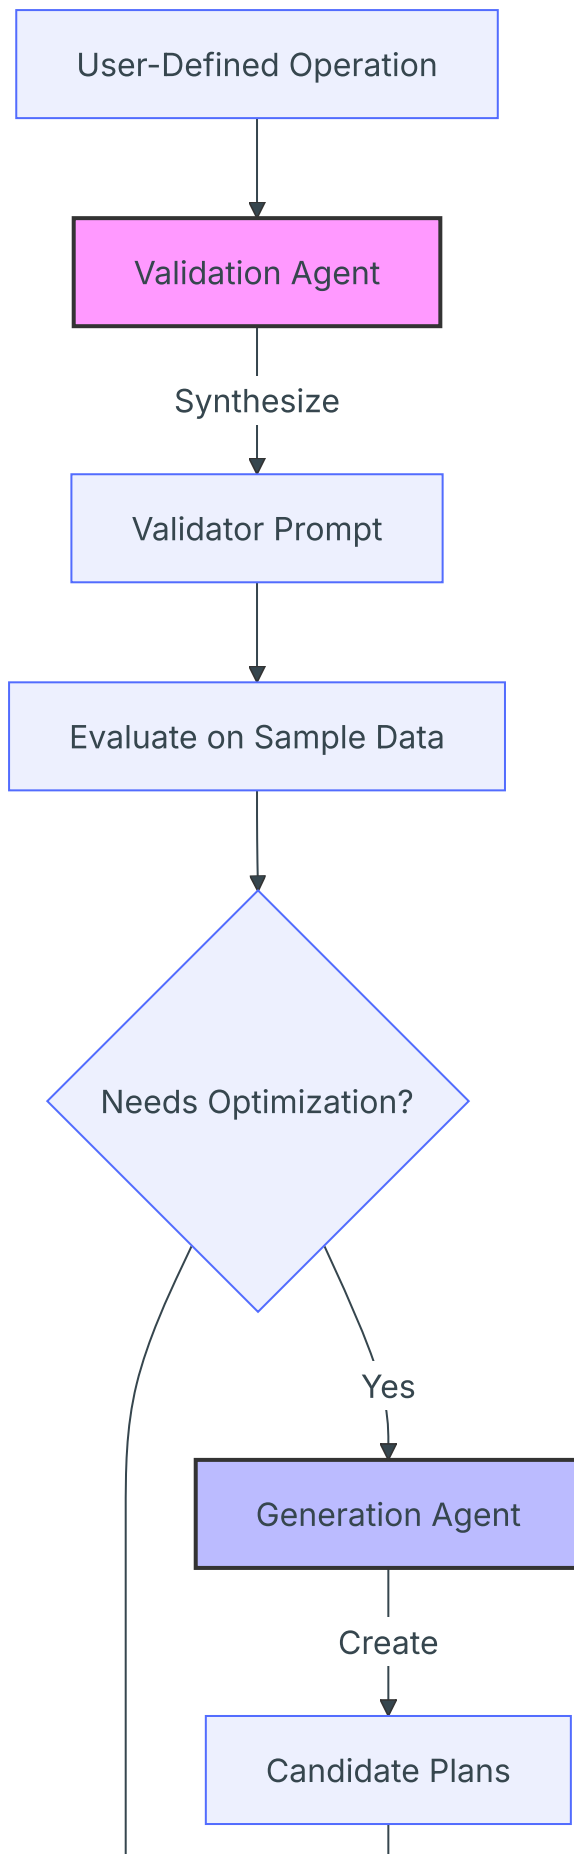 User-Defined Operation
Validation Agent
Synthesize
Validator Prompt
Evaluate on Sample Data
Needs Optimization?
Yes
Generation Agent
Create
Candidate Plans